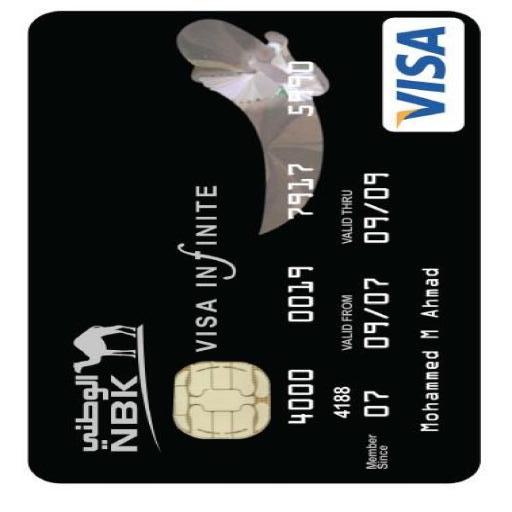 الوطني
NBK
VISA INFINITE
4000 0019 7917
4188
VALID FROM VALID THRU
Member Since 07 09/07 09/09
Mohammed M Ahmad
VISA